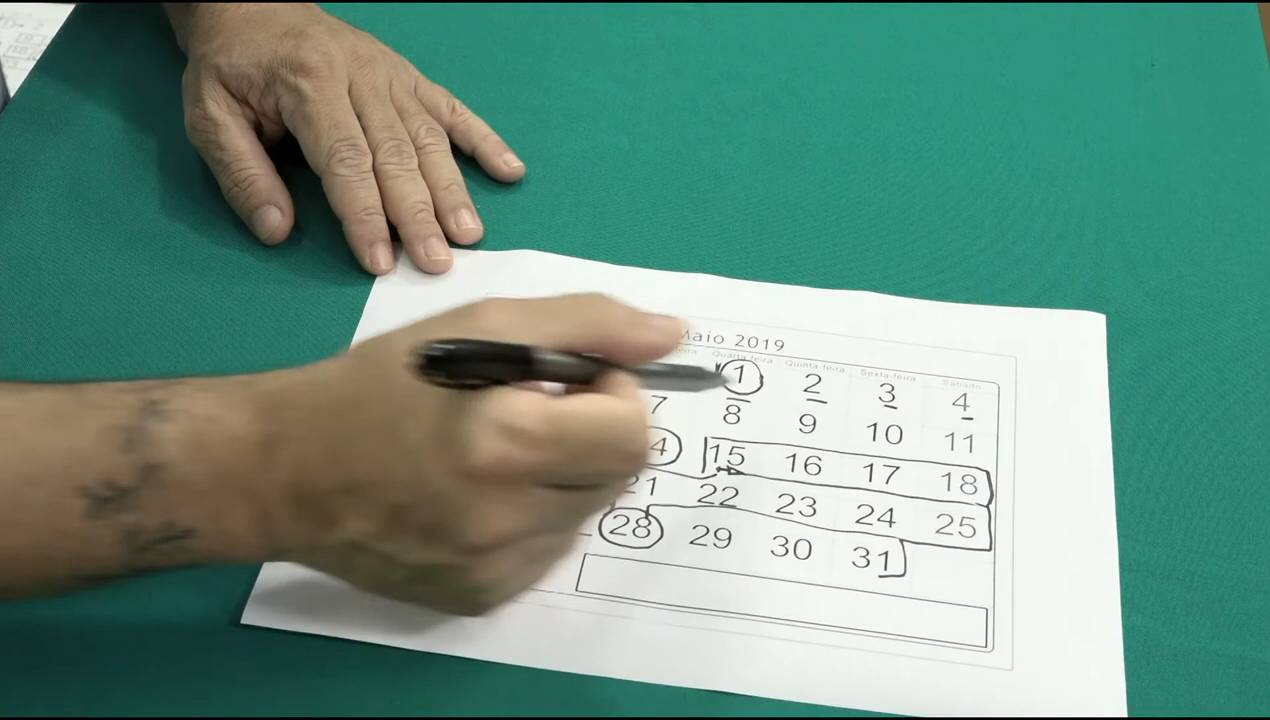 Maio 2019
Quarta-feira Quinta-feira Sexta-feira Sábado
1 2 3 4
7 8 9 10 11
15 16 17 18
21 22 23 24 25
28 29 30 31